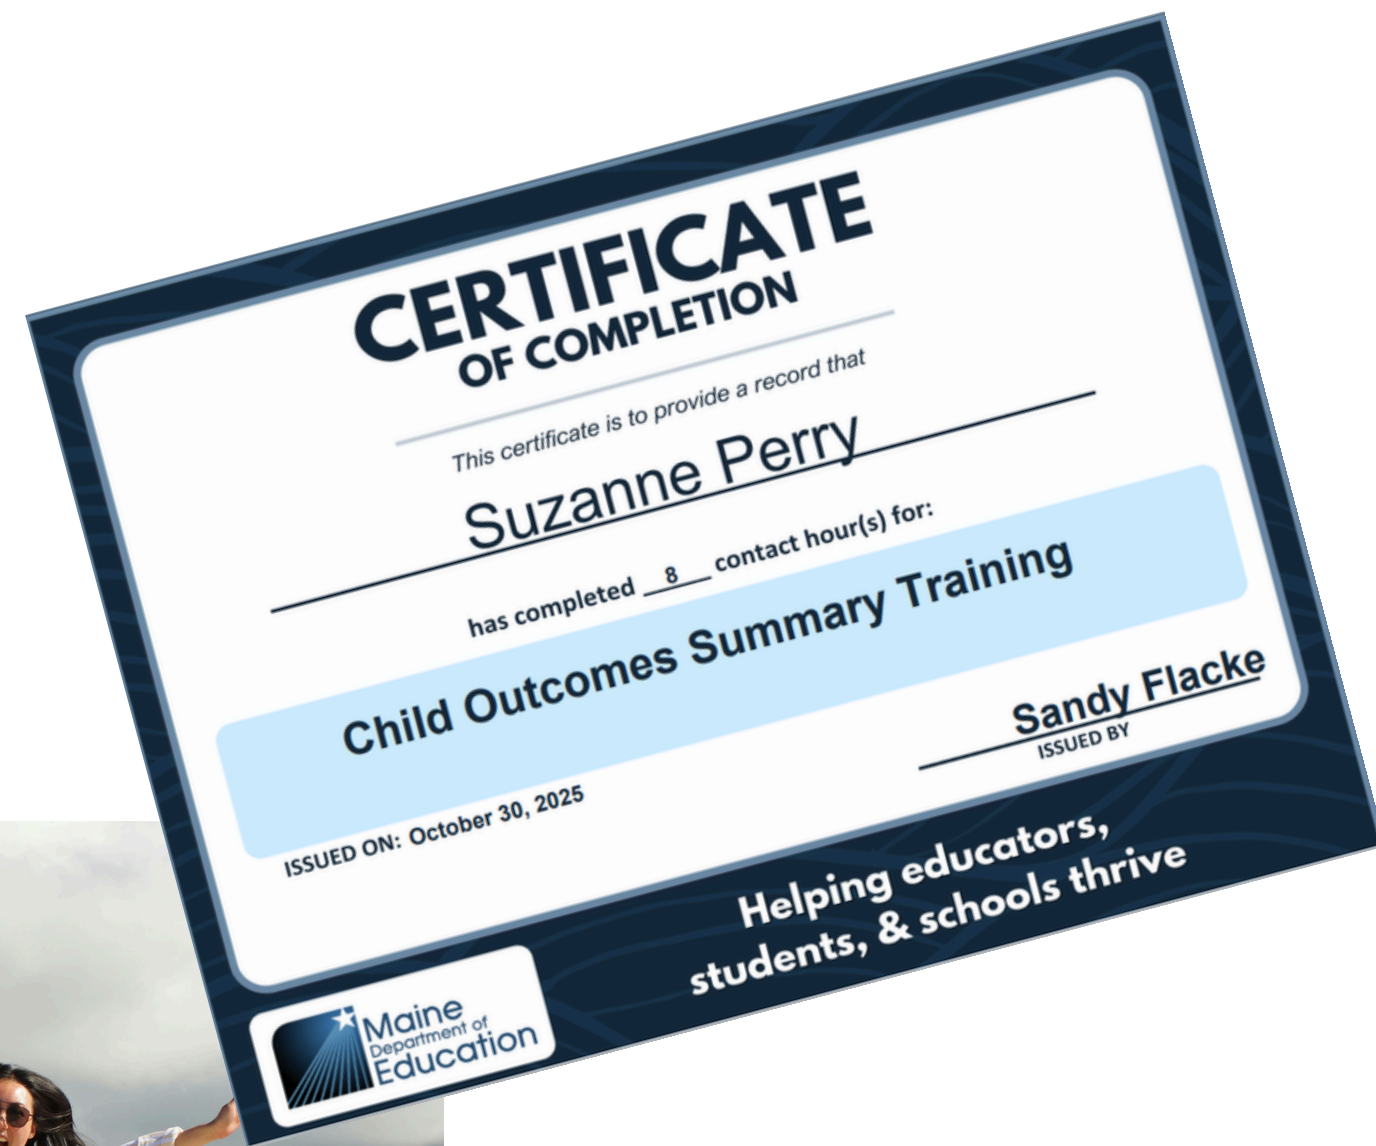 CERTIFICATE
OF COMPLETION
This certificate is to provide a record that
Suzanne Perry
has completed 8 contact hour(s) for:
Child Outcomes Summary Training
Sandy Flacke
ISSUED BY
ISSUED ON: October 30, 2025
Helping educators,
students, & schools thrive
Maine
Department of
Education